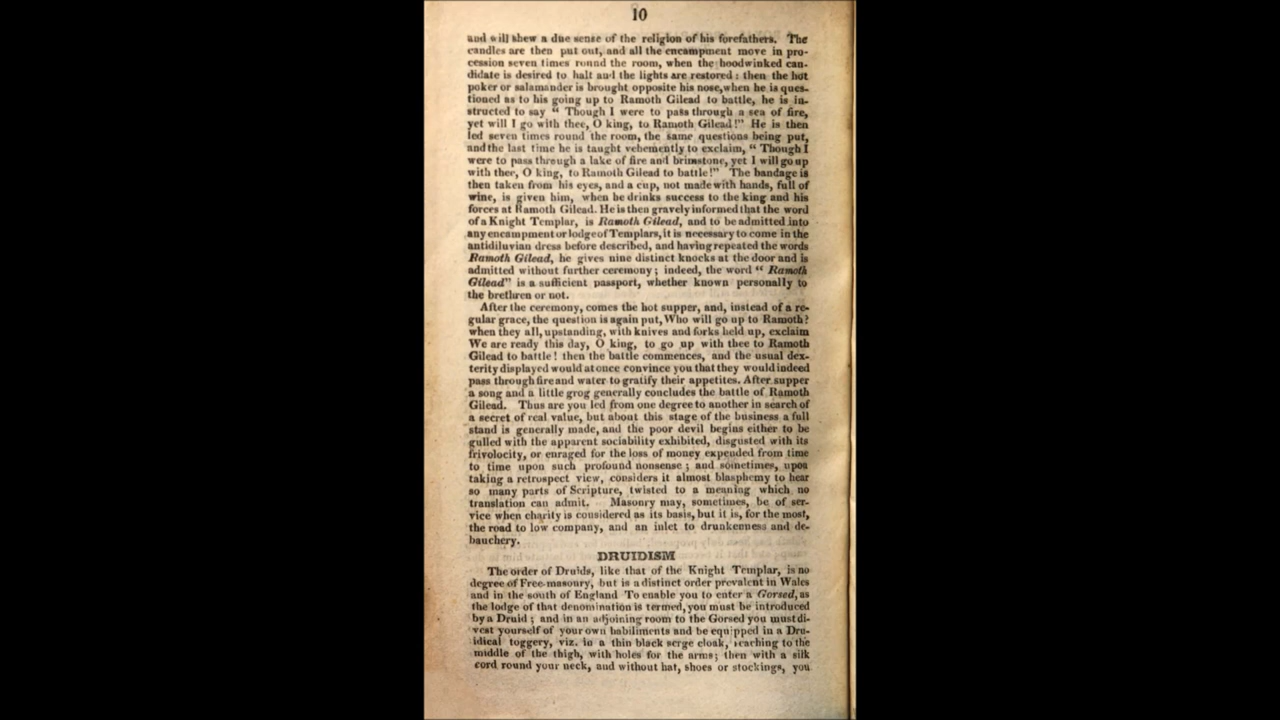 10
and will shew a due sense of the religion of his forefathers. The
candles are then put out, and all the encampment move in pro-
cession seven times round the room, when the hoodwinked can-
didate is desired to halt and the lights are restored : then the hot
poker or salamander is brought opposite his nose, when he is ques-
tioned as to his going up to Ramoth Gilead to battle, he is in-
structed to say " Though I were to pass through a sea of fire,
yet will I go with thee, O king, to Ramoth Gilead !" He is then
led seven times round the room, the same questions being put,
and the last time he is taught vehemently to exclaim, " Though I
were to pass through a lake of fire and brimstone, yet I will go up
with thee, O king, to Ramoth Gilead to battle !" The bandage is
then taken from his eyes, and a cup, not made with hands, full of
wine, is given him, when he drinks success to the king and his
forces at Ramoth Gilead. He is then gravely informed that the word
of a Knight Templar, is Ramoth Gilead, and to be admitted into
any encampment or lodge of Templars, it is necessary to come in the
antidiluvian dress before described, and having repeated the words
Ramoth Gilead, he gives nine distinct knocks at the door and is
admitted without further ceremony ; indeed, the word " Ramoth
Gilead" is a sufficient passport, whether known personally to
the brethren or not.
After the ceremony, comes the hot supper, and, instead of a re-
gular grace, the question is again put, Who will go up to Ramoth?
when they all, upstanding, with knives and forks held up, exclaim
We are ready this day, O king, to go up with thee to Ramoth
Gilead to battle ! then the battle commences, and the usual dex-
terity displayed would at once convince you that they would indeed
pass through fire and water to gratify their appetites. After supper
a song and a little grog generally concludes the battle of Ramoth
Gilead. Thus are you led from one degree to another in search of
a secret of real value, but about this stage of the business a full
stand is generally made, and the poor devil begins either to be
gulled with the apparent sociability exhibited, disgusted with its
frivolocity, or enraged for the loss of money expended from time
to time upon such profound nonsense ; and sometimes, upon
taking a retrospect view, considers it almost blasphemy to hear
so many parts of Scripture, twisted to a meaning which no
translation can admit. Masonry may, sometimes, be of ser-
vice when charity is considered as its basis, but it is, for the most,
the road to low company, and an inlet to drunkenness and de-
bauchery.
DRUIDISM
The order of Druids, like that of the Knight Templar, is no
degree of Free-masonry, but is a distinct order prevalent in Wales
and in the south of England To enable you to enter a Gorsed, as
the lodge of that denomination is termed, you must be introduced
by a Druid ; and in an adjoining room to the Gorsed you must di-
vest yourself of your own habiliments and be equipped in a Dru-
idical toggery, viz. in a thin black serge cloak, reaching to the
middle of the thigh, with holes for the arms; then with a silk
cord round your neck, and without hat, shoes or stockings, you